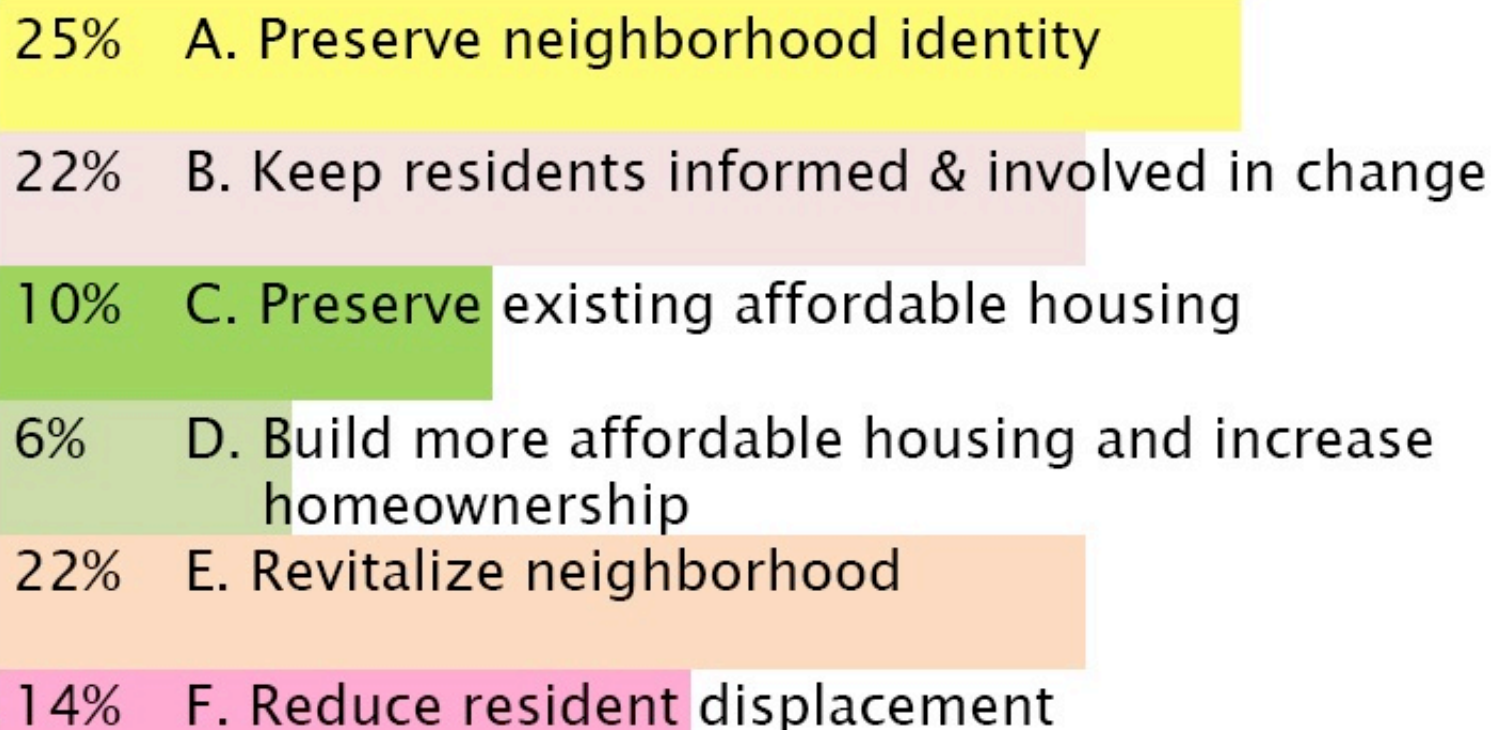 25% A. Preserve neighborhood identity
22% B. Keep residents informed & involved in change
10% C. Preserve existing affordable housing
6% D. Build more affordable housing and increase
homeownership
22% E. Revitalize neighborhood
14% F. Reduce resident displacement